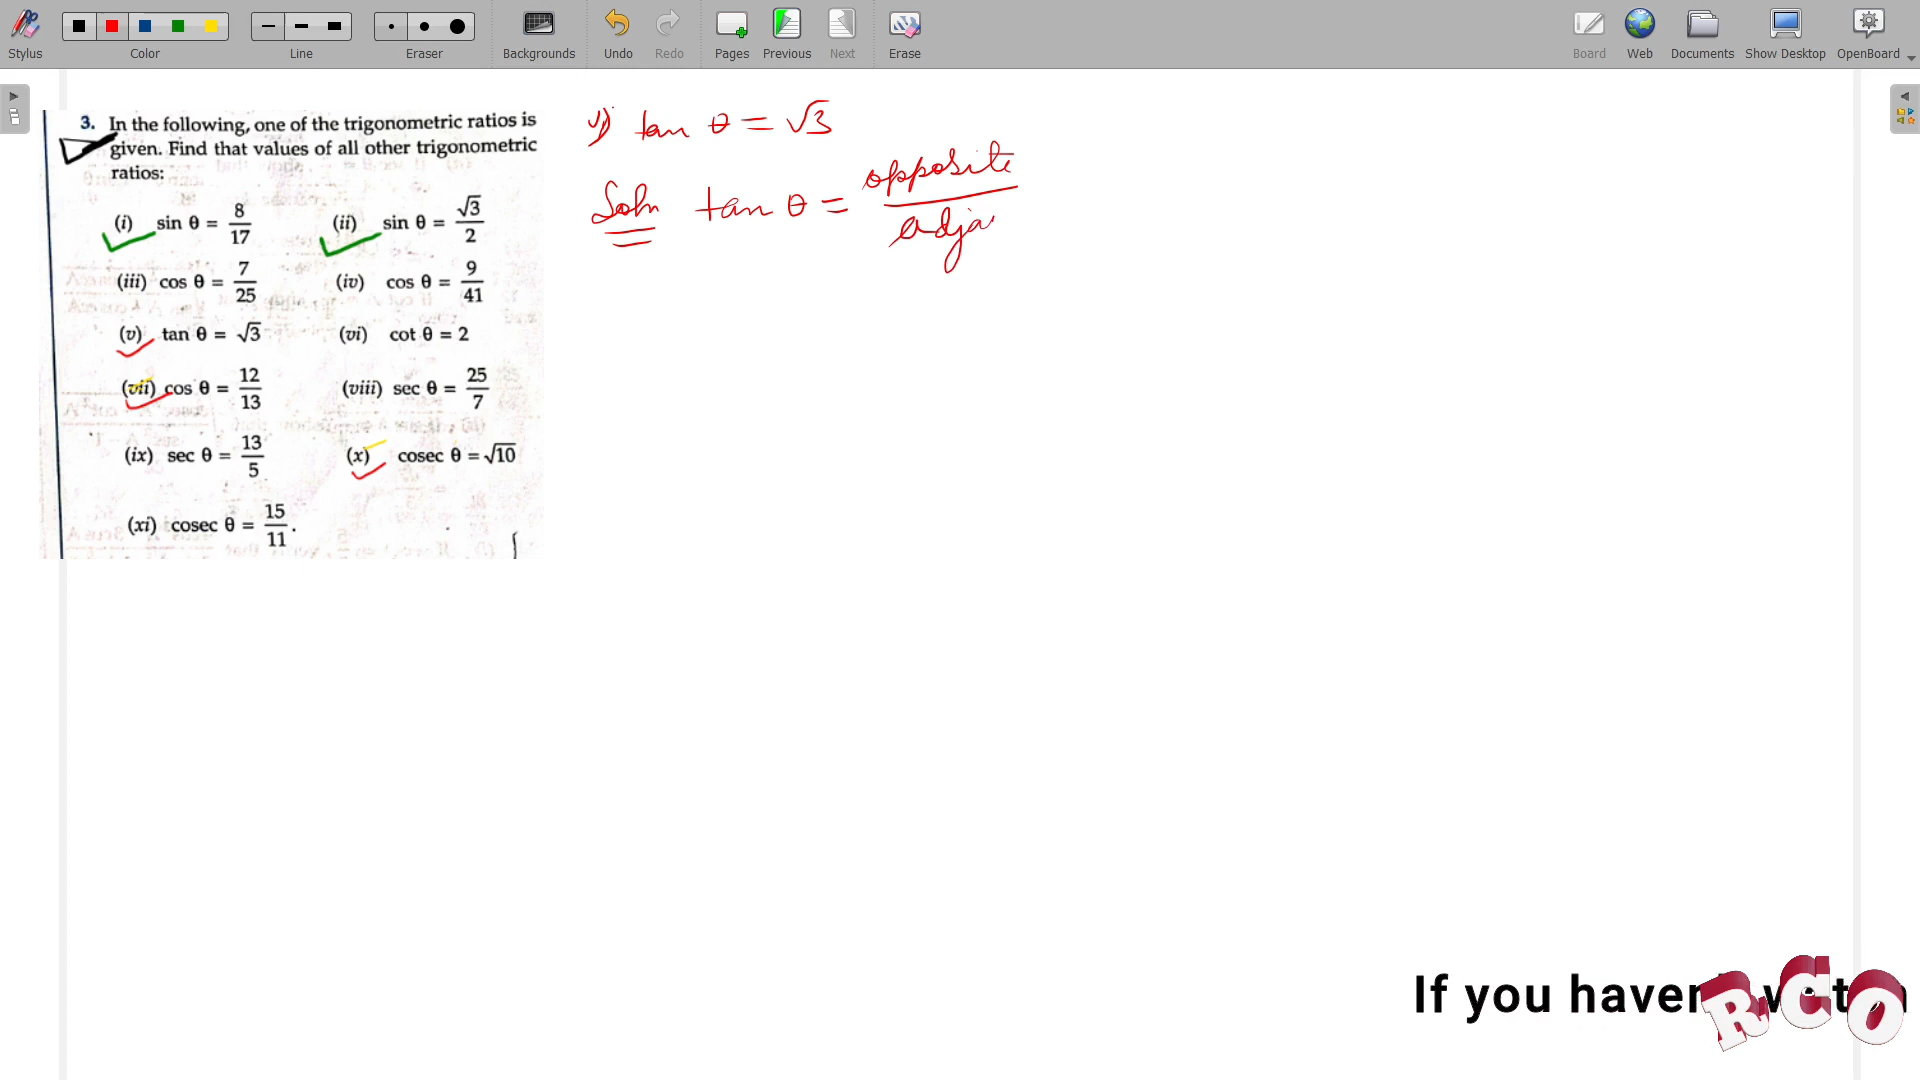 Stylus
Color
Line
Eraser
Backgrounds
Undo
Redo
Pages
Previous
Next
Erase
Board
Web
Documents
Show Desktop
OpenBoard
3. In the following, one of the trigonometric ratios is
given. Find that values of all other trigonometric
ratios:
(i) sin θ = 8/17 (ii) sin θ = √3/2
(iii) cos θ = 7/25 (iv) cos θ = 9/41
(v) tan θ = √3 (vi) cot θ = 2
(vii) cos θ = 12/13 (viii) sec θ = 25/7
(ix) sec θ = 13/5 (x) cosec θ = √10
(xi) cosec θ = 15/11.
v) tan θ = √3
Soln tan θ = opposite/adja
If you haven
RCO